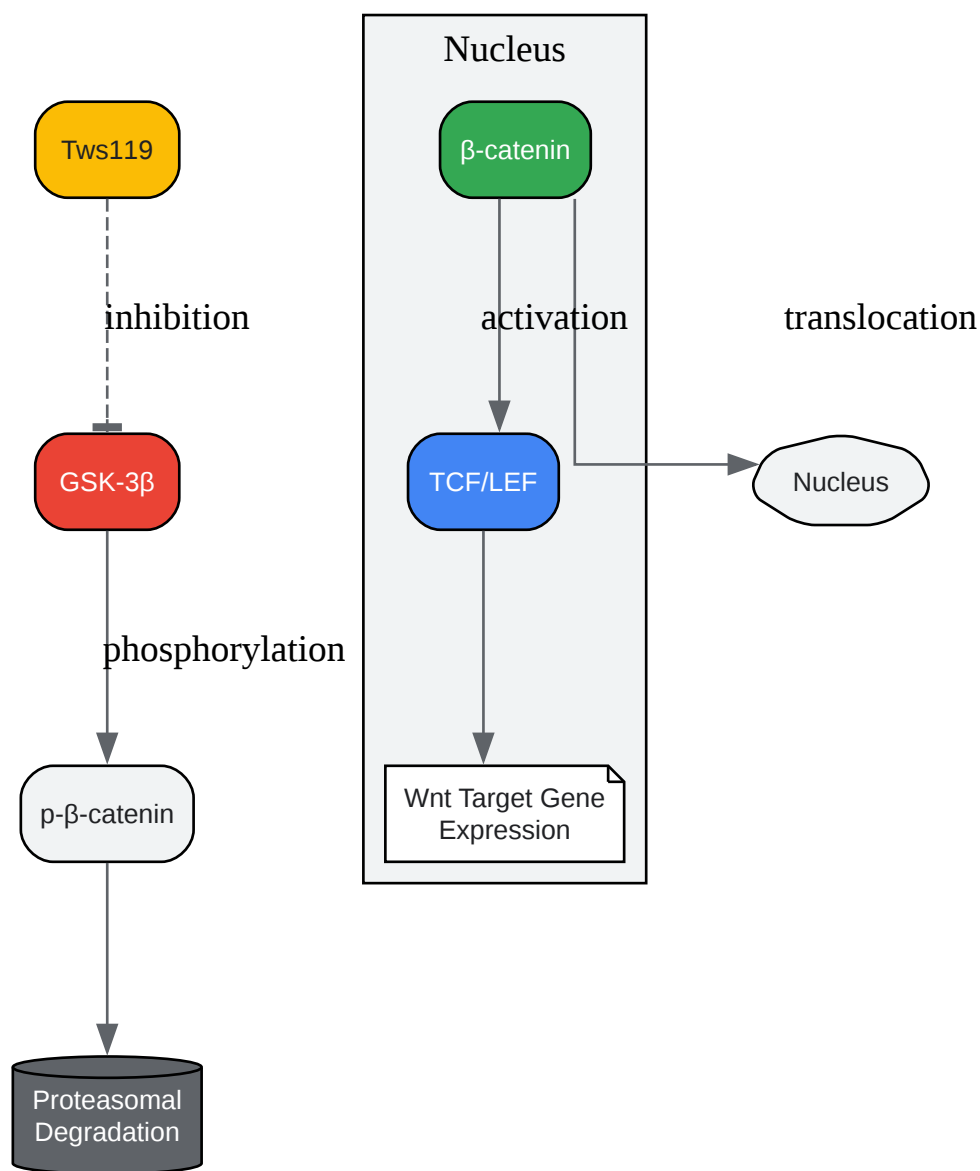 Nucleus
Tws119
β-catenin
inhibition
activation
translocation
GSK-3β
TCF/LEF
Nucleus
phosphorylation
p-β-catenin
Wnt Target Gene
Expression
Proteasomal
Degradation